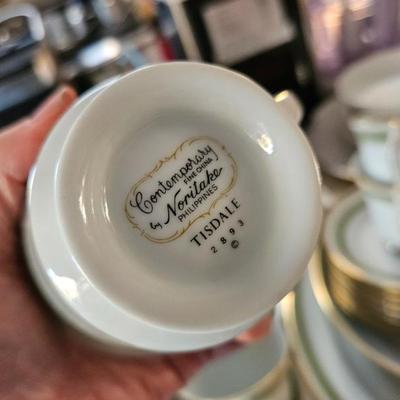 Contemporary
FINE CHINA
by Noritake
PHILIPPINES
TISDALE
2893
©